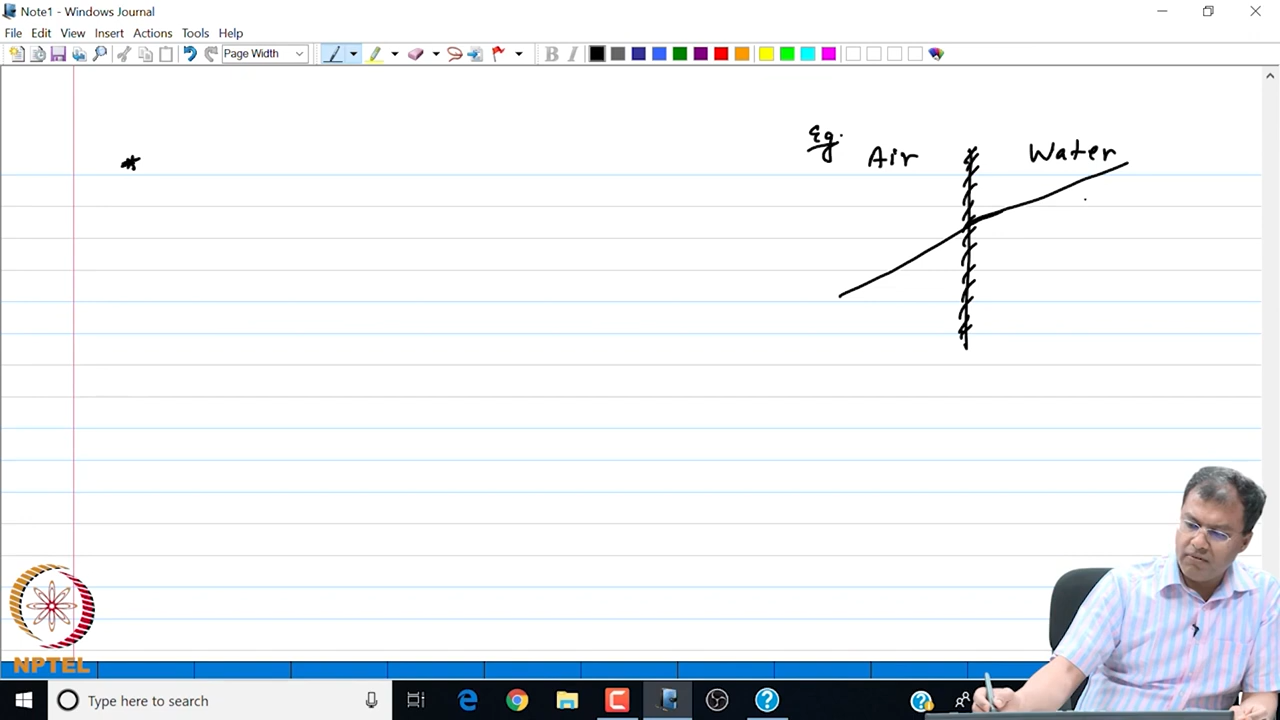 Note1 - Windows Journal
File Edit View Insert Actions Tools Help
Page Width
B I
*
Eg.
Air Water
NPTEL
Type here to search